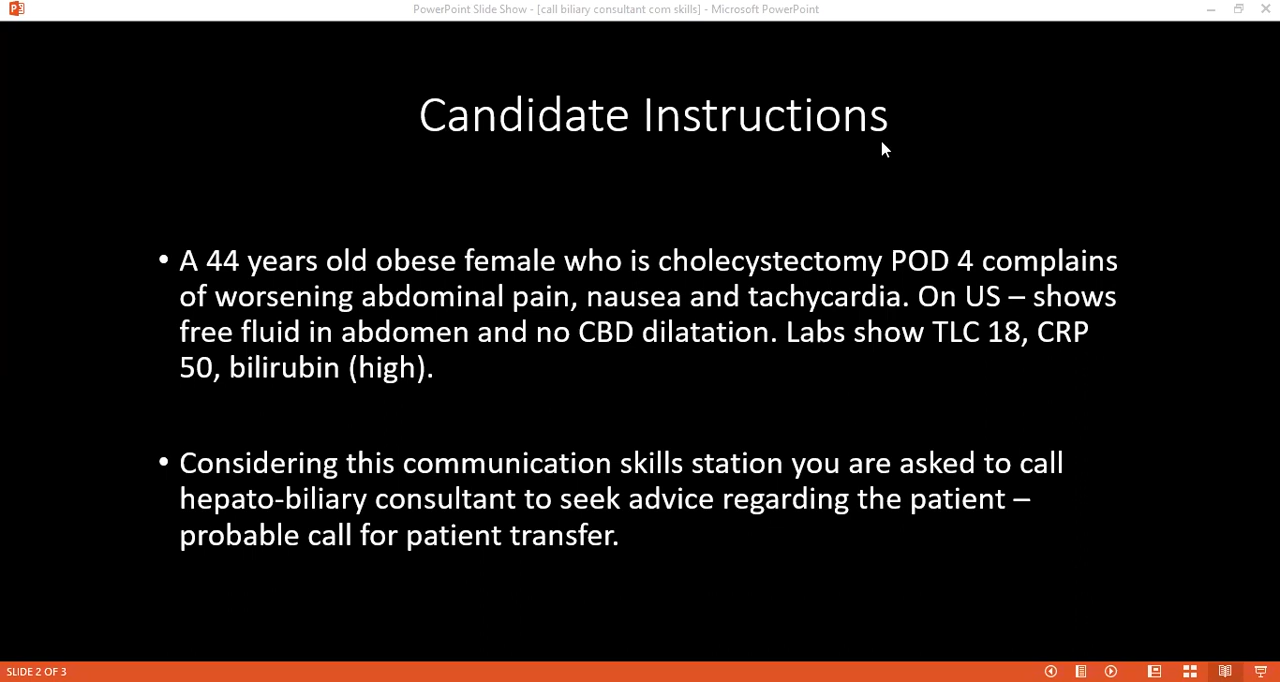 PowerPoint Slide Show - [call biliary consultant com skills] - Microsoft PowerPoint
Candidate Instructions
• A 44 years old obese female who is cholecystectomy POD 4 complains
of worsening abdominal pain, nausea and tachycardia. On US – shows
free fluid in abdomen and no CBD dilatation. Labs show TLC 18, CRP
50, bilirubin (high).
• Considering this communication skills station you are asked to call
hepato-biliary consultant to seek advice regarding the patient –
probable call for patient transfer.
SLIDE 2 OF 3